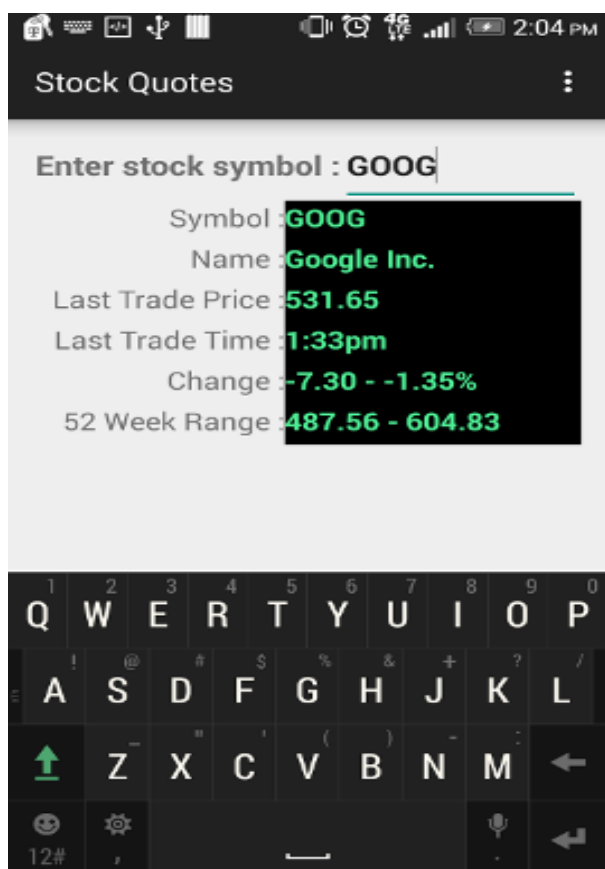 4G LTE 2:04 PM
Stock Quotes
Enter stock symbol : GOOG
Symbol :GOOG
Name :Google Inc.
Last Trade Price :531.65
Last Trade Time :1:33pm
Change :-7.30 - -1.35%
52 Week Range :487.56 - 604.83
1 2 3 4 5 6 7 8 9 0
Q W E R T Y U I O P
! @ # $ % & + ? /
A S D F G H J K L
_ " ' ( ) - :
Z X C V B N M
12# , .